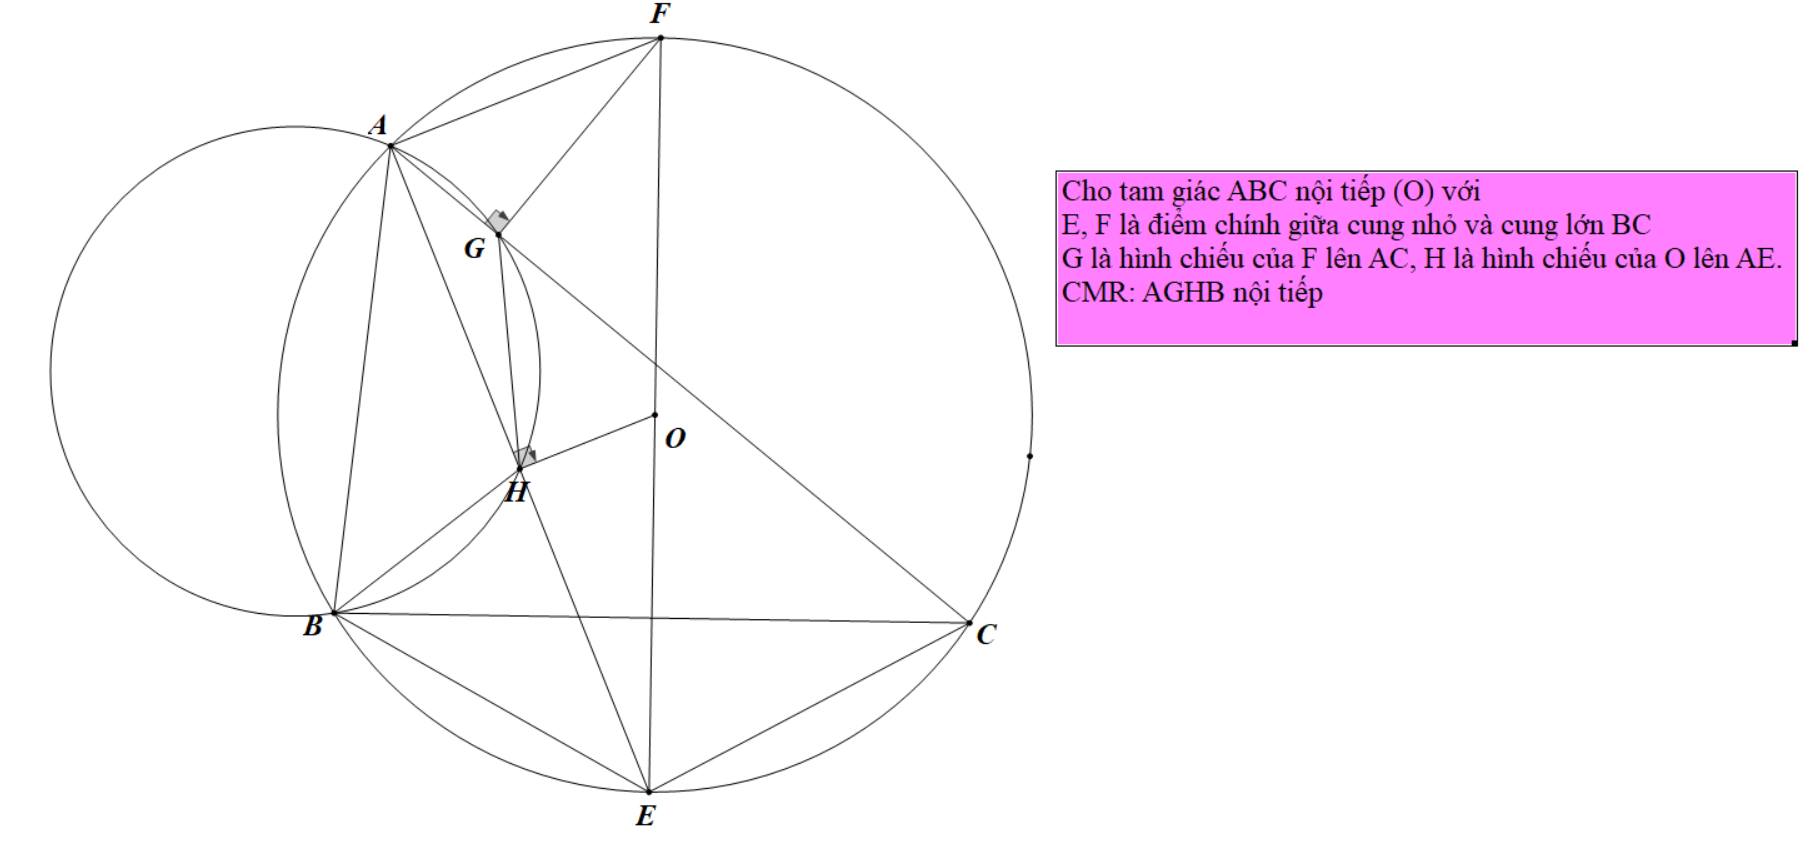 F
A
Cho tam giác ABC nội tiếp (O) với
E, F là điểm chính giữa cung nhỏ và cung lớn BC
G
G là hình chiếu của F lên AC, H là hình chiếu của O lên AE.
CMR: AGHB nội tiếp
O
H
B
C
E